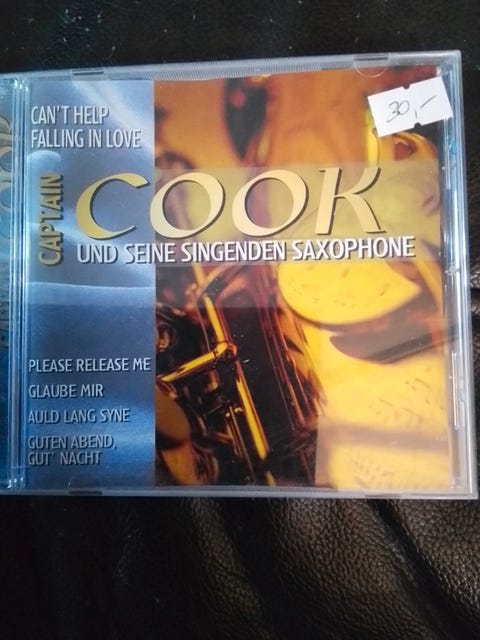 CAN'T HELP
FALLING IN LOVE
30,-
CAPTAIN
COOK
UND SEINE SINGENDEN SAXOPHONE
PLEASE RELEASE ME
GLAUBE MIR
AULD LANG SYNE
GUTEN ABEND,
GUT' NACHT